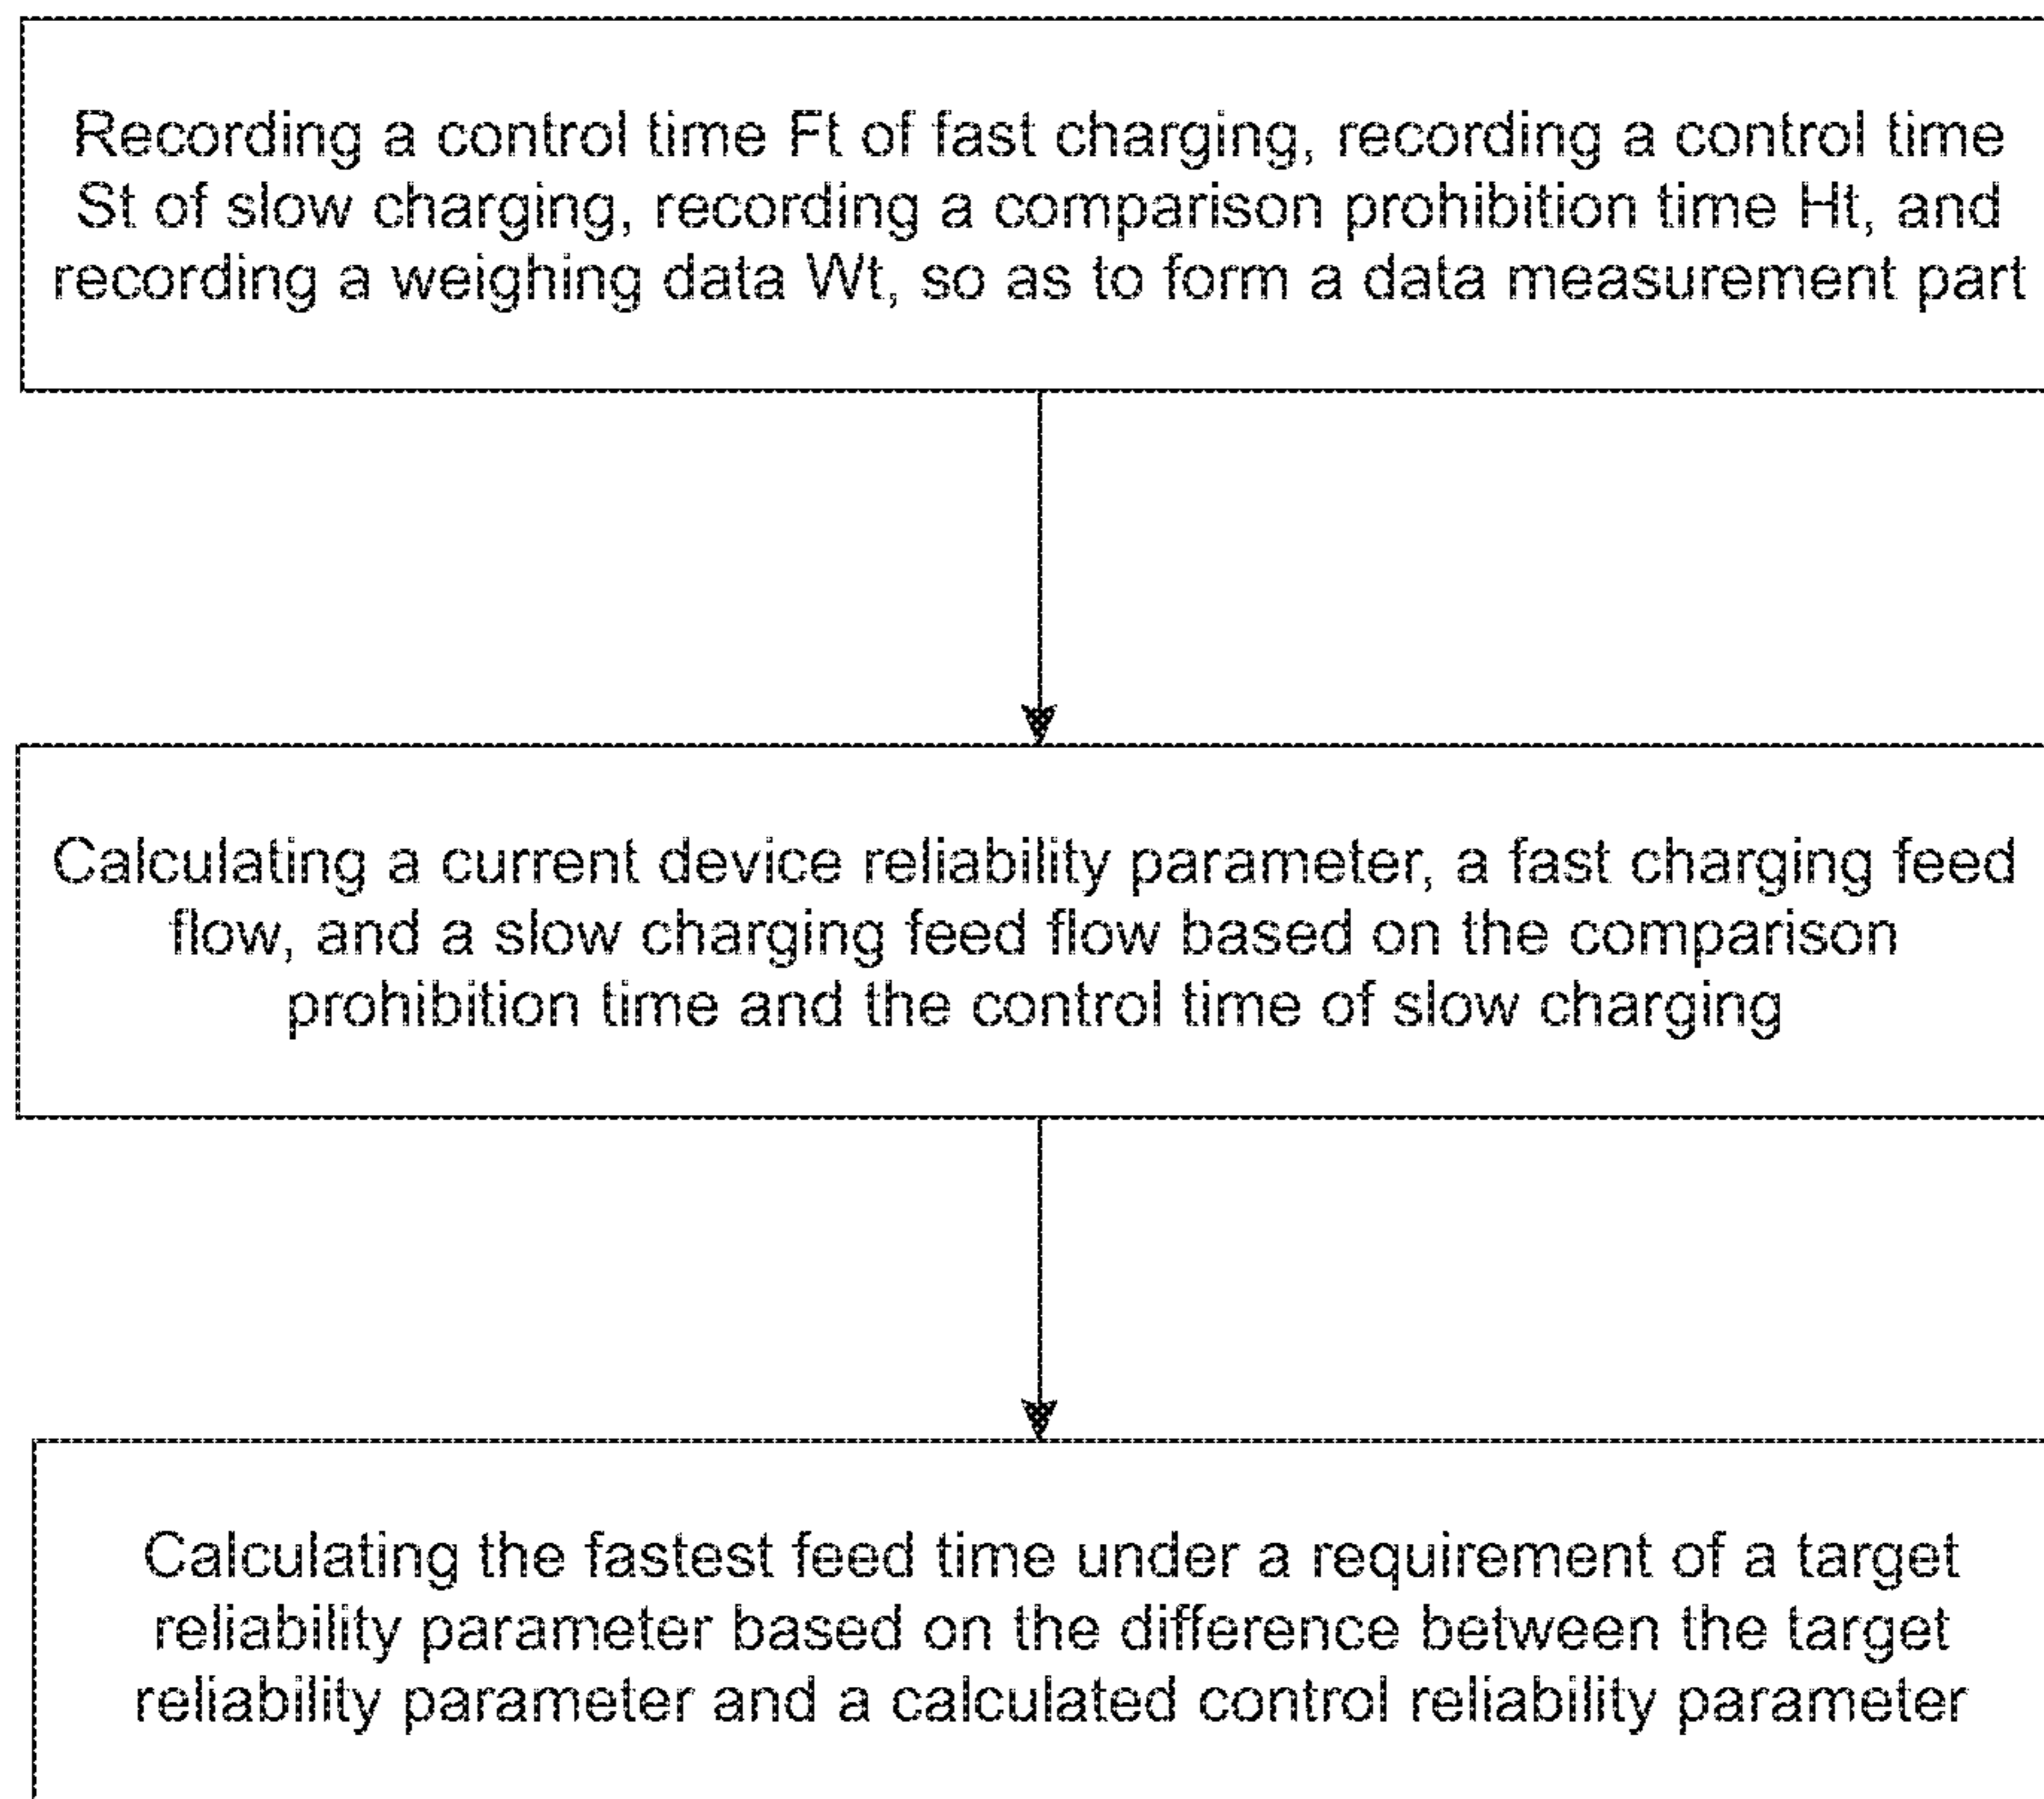 Recording a control time Ft of fast charging, recording a control time
St of slow charging, recording a comparison prohibition time Ht, and
recording a weighing data Wt, so as to form a data measurement part
Calculating a current device reliability parameter, a fast charging feed
flow, and a slow charging feed flow based on the comparison
prohibition time and the control time of slow charging
Calculating the fastest feed time under a requirement of a target
reliability parameter based on the difference between the target
reliability parameter and a calculated control reliability parameter